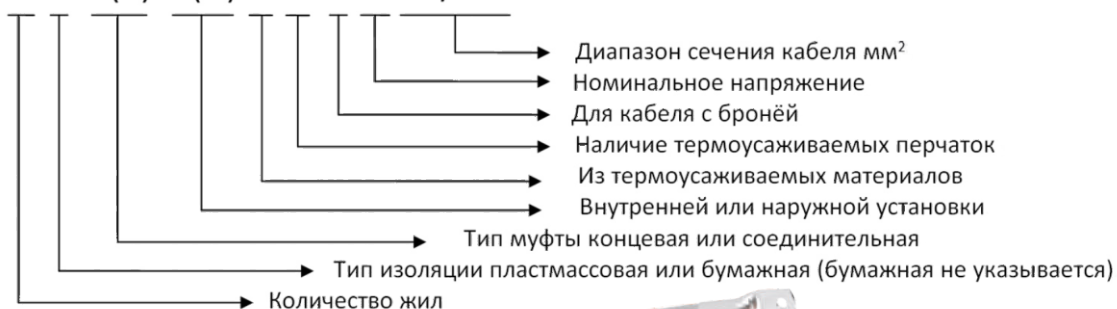 Диапазон сечения кабеля мм²
Номинальное напряжение
Для кабеля с бронёй
Наличие термоусаживаемых перчаток
Из термоусаживаемых материалов
Внутренней или наружной установки
Тип муфты концевая или соединительная
Тип изоляции пластмассовая или бумажная (бумажная не указывается)
Количество жил